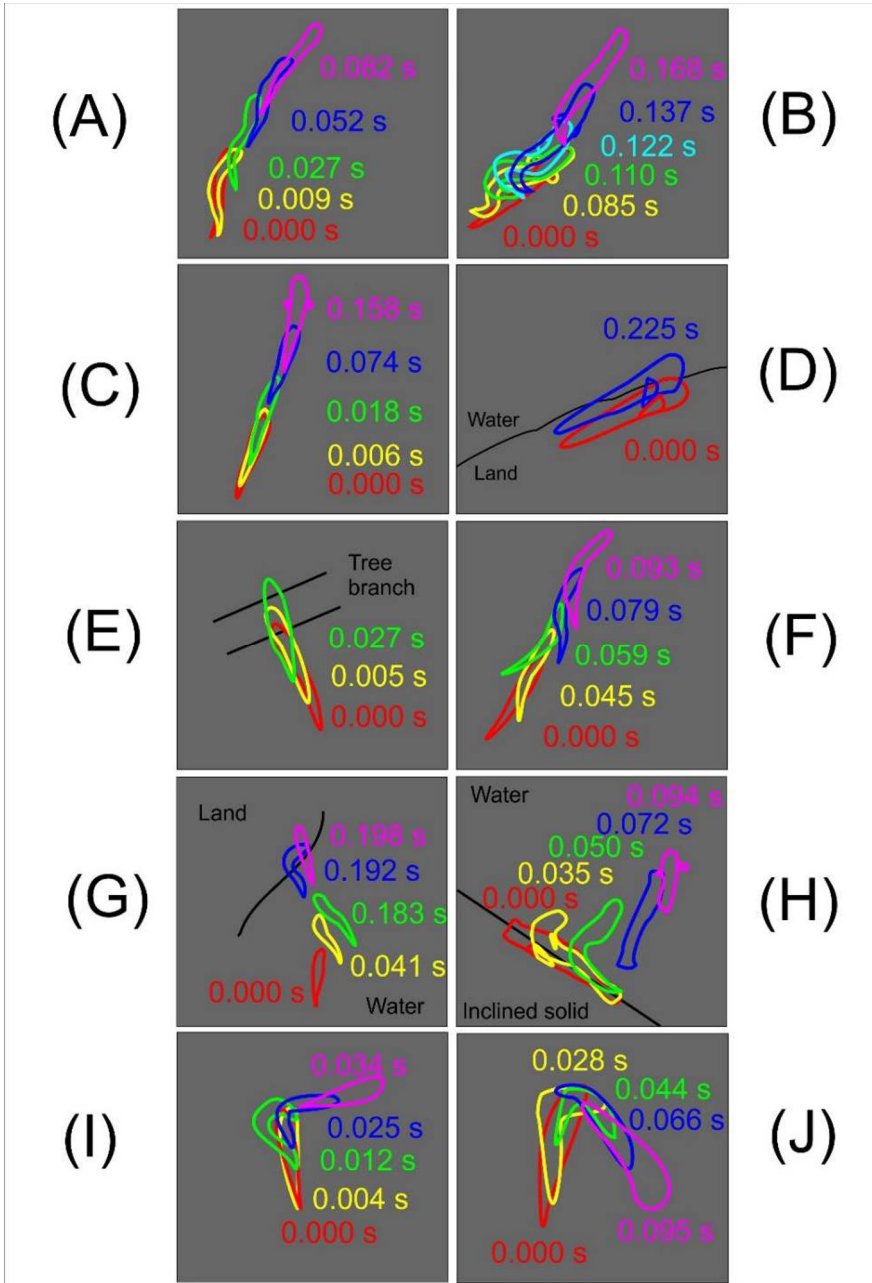 (A)
0.082 s
0.052 s
0.027 s
0.009 s
0.000 s
(B)
0.168 s
0.137 s
0.122 s
0.110 s
0.085 s
0.000 s
(C)
0.158 s
0.074 s
0.018 s
0.006 s
0.000 s
(D)
0.225 s
Water
0.000 s
Land
(E)
Tree
branch
0.027 s
0.005 s
0.000 s
(F)
0.093 s
0.079 s
0.059 s
0.045 s
0.000 s
(G)
Land
0.198 s
0.192 s
0.183 s
0.041 s
0.000 s
Water
(H)
Water
0.094 s
0.072 s
0.050 s
0.035 s
0.000 s
Inclined solid
(I)
0.034 s
0.025 s
0.012 s
0.004 s
0.000 s
(J)
0.028 s
0.044 s
0.066 s
0.095 s
0.000 s